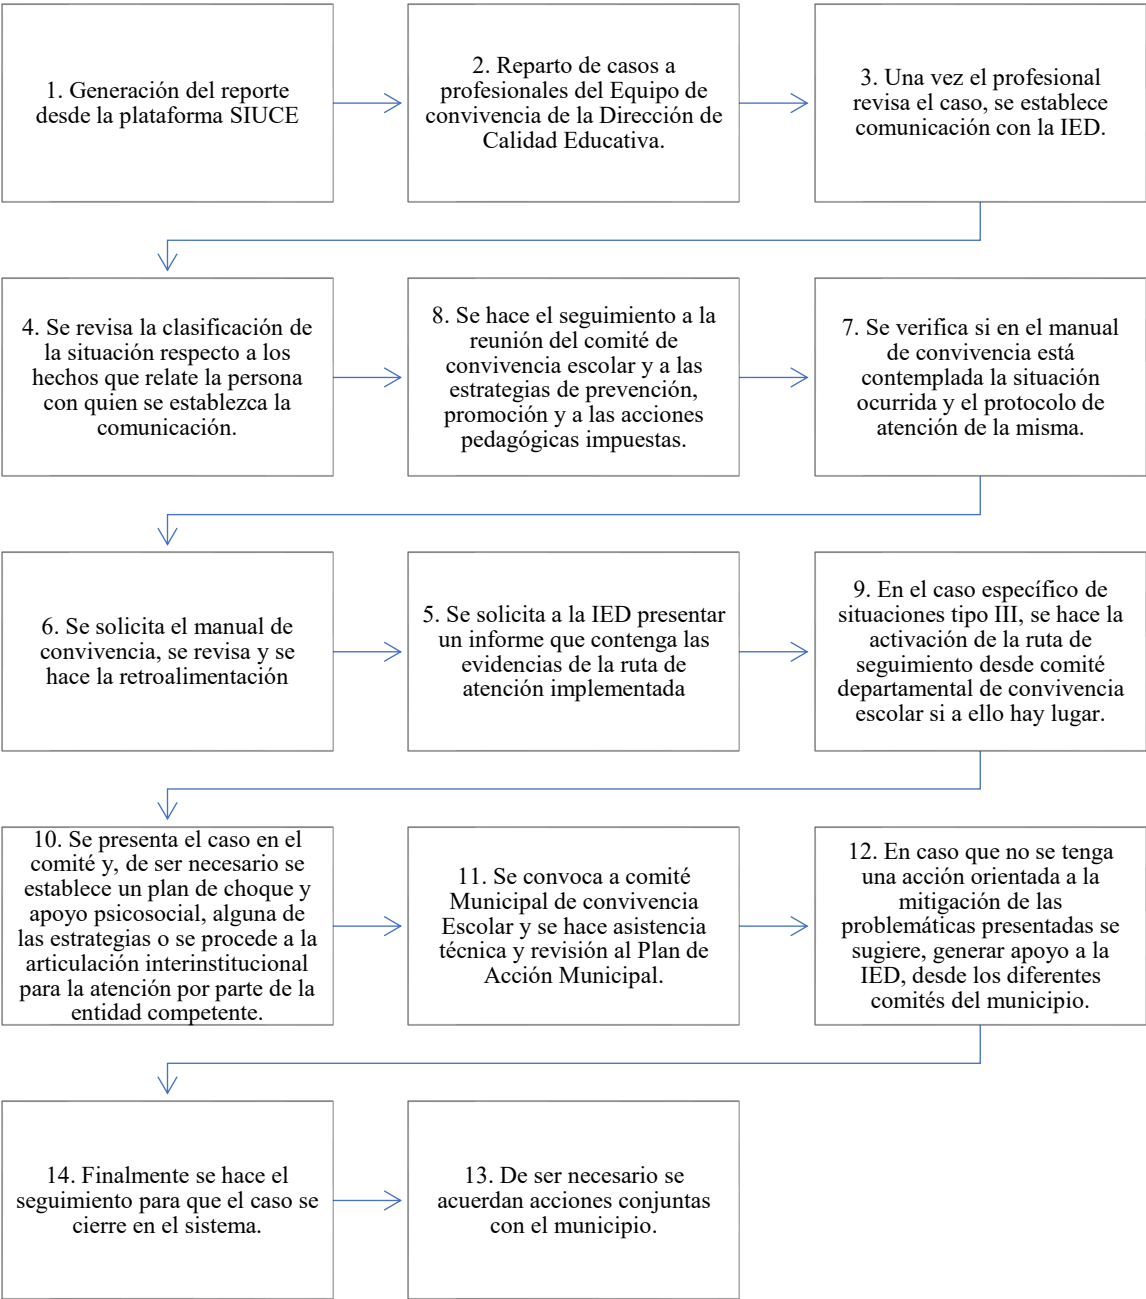 1. Generación del reporte
desde la plataforma SIUCE
2. Reparto de casos a
profesionales del Equipo de
convivencia de la Dirección de
Calidad Educativa.
3. Una vez el profesional
revisa el caso, se establece
comunicación con la IED.
4. Se revisa la clasificación de
la situación respecto a los
hechos que relate la persona
con quien se establezca la
comunicación.
8. Se hace el seguimiento a la
reunión del comité de
convivencia escolar y a las
estrategias de prevención,
promoción y a las acciones
pedagógicas impuestas.
7. Se verifica si en el manual
de convivencia está
contemplada la situación
ocurrida y el protocolo de
atención de la misma.
6. Se solicita el manual de
convivencia, se revisa y se
hace la retroalimentación
5. Se solicita a la IED presentar
un informe que contenga las
evidencias de la ruta de
atención implementada
9. En el caso específico de
situaciones tipo III, se hace la
activación de la ruta de
seguimiento desde comité
departamental de convivencia
escolar si a ello hay lugar.
10. Se presenta el caso en el
comité y, de ser necesario se
establece un plan de choque y
apoyo psicosocial, alguna de
las estrategias o se procede a la
articulación interinstitucional
para la atención por parte de la
entidad competente.
11. Se convoca a comité
Municipal de convivencia
Escolar y se hace asistencia
técnica y revisión al Plan de
Acción Municipal.
12. En caso que no se tenga
una acción orientada a la
mitigación de las
problemáticas presentadas se
sugiere, generar apoyo a la
IED, desde los diferentes
comités del municipio.
14. Finalmente se hace el
seguimiento para que el caso se
cierre en el sistema.
13. De ser necesario se
acuerdan acciones conjuntas
con el municipio.